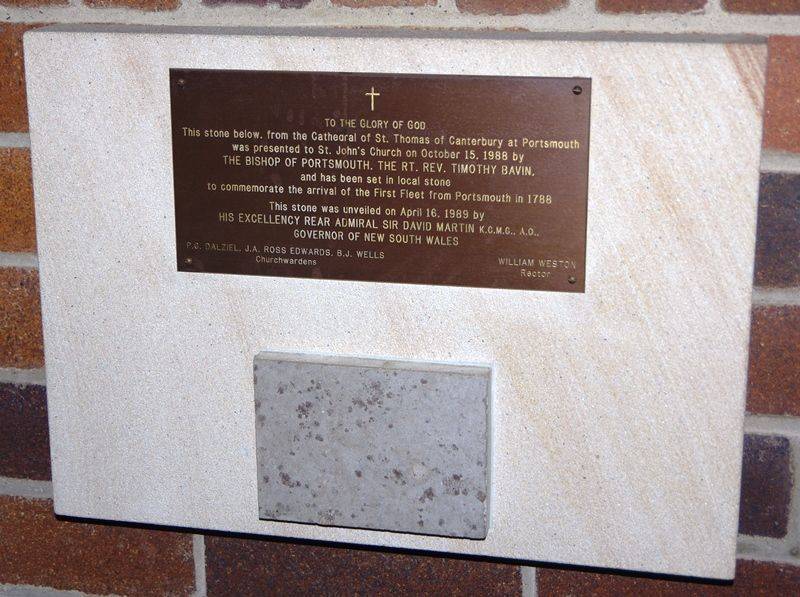 TO THE GLORY OF GOD
This stone below, from the Cathedral of St. Thomas of Canterbury at Portsmouth
was presented to St. John's Church on October 15, 1988 by
THE BISHOP OF PORTSMOUTH, THE RT. REV. TIMOTHY BAVIN,
and has been set in local stone
to commemorate the arrival of the First Fleet from Portsmouth in 1788
This stone was unveiled on April 16, 1989 by
HIS EXCELLENCY REAR ADMIRAL SIR DAVID MARTIN K.C.M.G., A.O.,
GOVERNOR OF NEW SOUTH WALES
P.G. DALZIEL, J.A. ROSS EDWARDS, B.J. WELLS
Churchwardens
WILLIAM WESTON
Rector